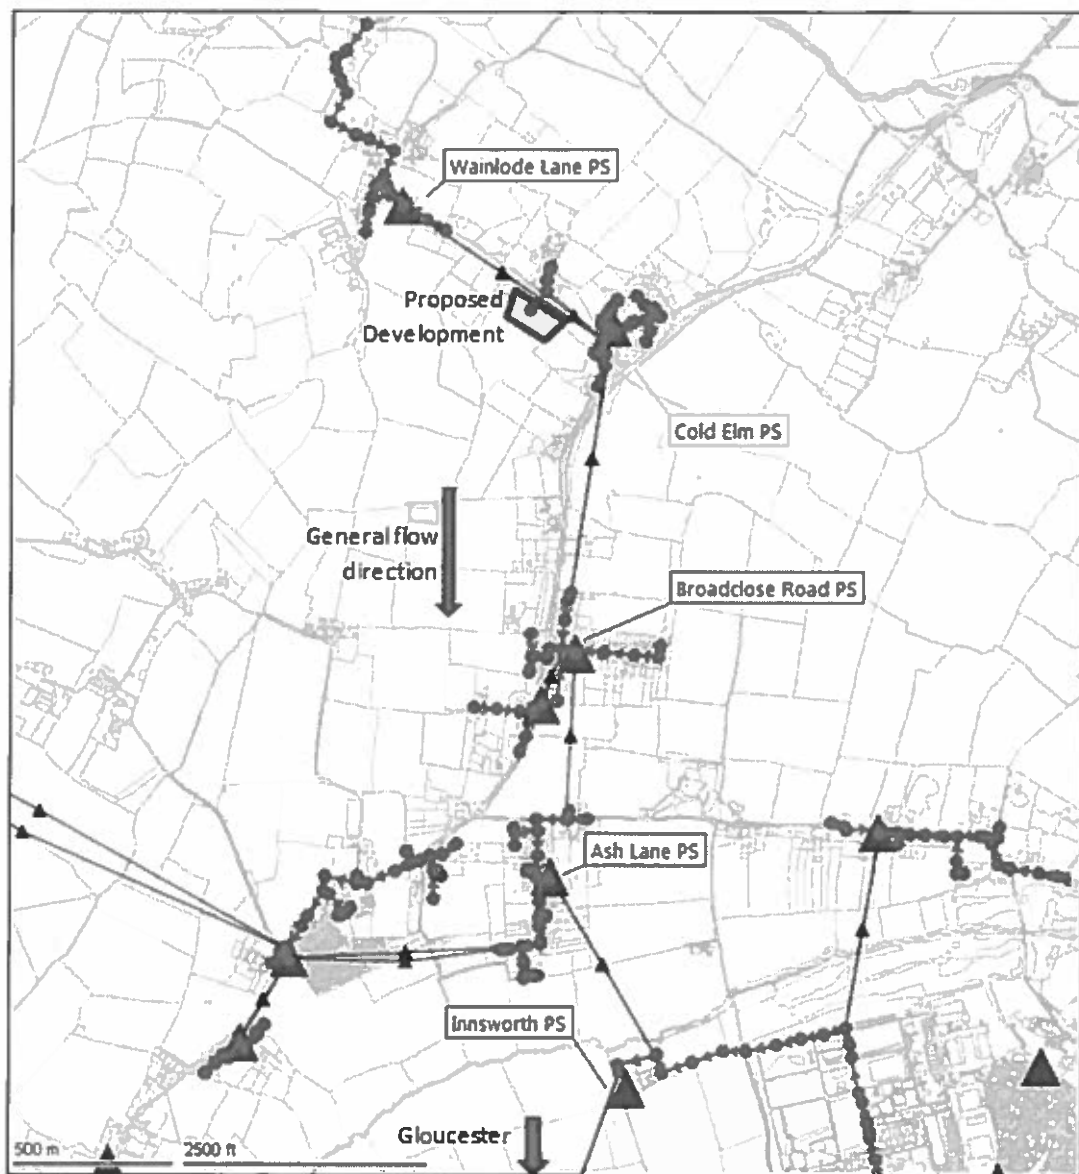 Wainlode Lane PS
Proposed
Development
Cold Elm PS
General flow
direction
Broadclose Road PS
Ash Lane PS
Innsworth PS
Gloucester
500 m
2500 ft